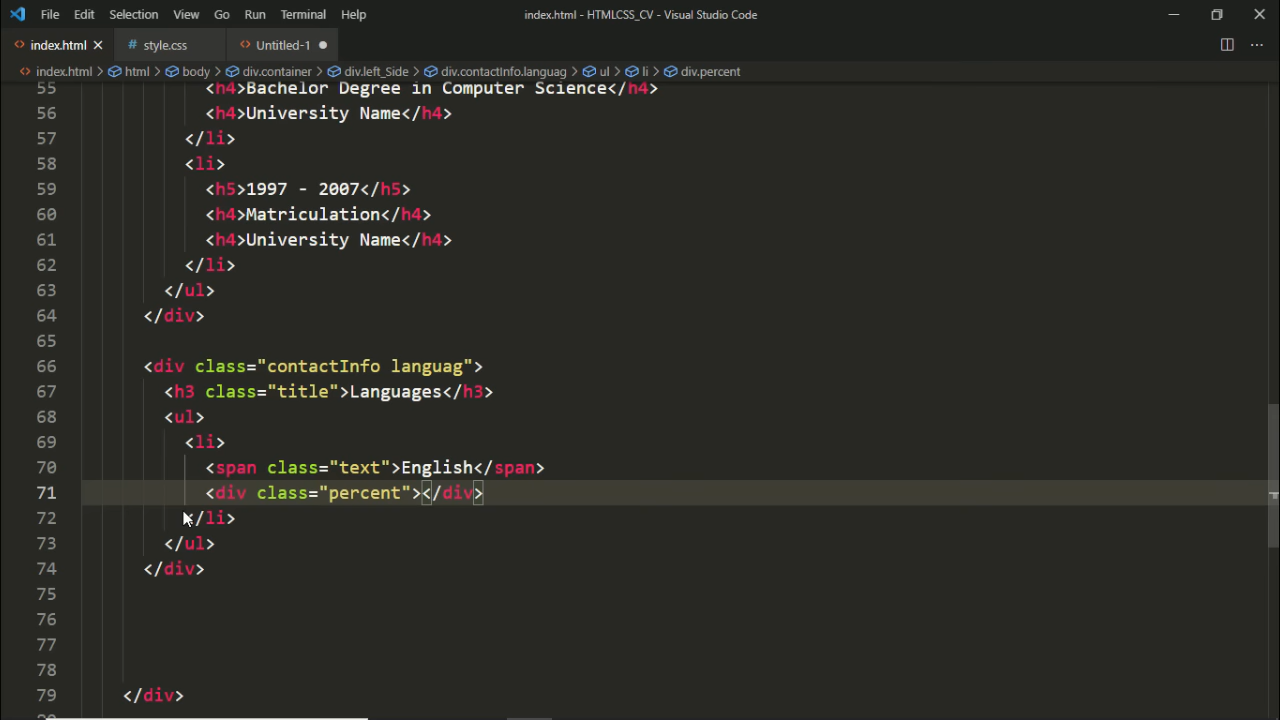 File Edit Selection View Go Run Terminal Help index.html - HTMLCSS_CV - Visual Studio Code
index.html style.css Untitled-1
index.html html body div.container div.left_Side div.contactInfo.languag ul li div.percent
55 <h4>Bachelor Degree in Computer Science</h4>
56 <h4>University Name</h4>
57 </li>
58 <li>
59 <h5>1997 - 2007</h5>
60 <h4>Matriculation</h4>
61 <h4>University Name</h4>
62 </li>
63 </ul>
64 </div>
65
66 <div class="contactInfo languag">
67 <h3 class="title">Languages</h3>
68 <ul>
69 <li>
70 <span class="text">English</span>
71 <div class="percent"></div>
72 </li>
73 </ul>
74 </div>
75
76
77
78
79 </div>